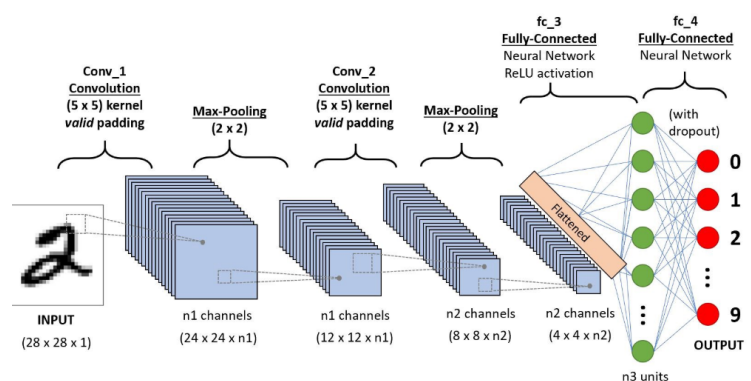 fc_3
Fully-Connected
Neural Network
ReLU activation
fc_4
Fully-Connected
Neural Network
Conv_1
Convolution
(5 x 5) kernel
valid padding
Max-Pooling
(2 x 2)
Conv_2
Convolution
(5 x 5) kernel
valid padding
Max-Pooling
(2 x 2)
(with
dropout)
Flattened
0
1
2
9
INPUT
(28 x 28 x 1)
n1 channels
(24 x 24 x n1)
n1 channels
(12 x 12 x n1)
n2 channels
(8 x 8 x n2)
n2 channels
(4 x 4 x n2)
OUTPUT
n3 units